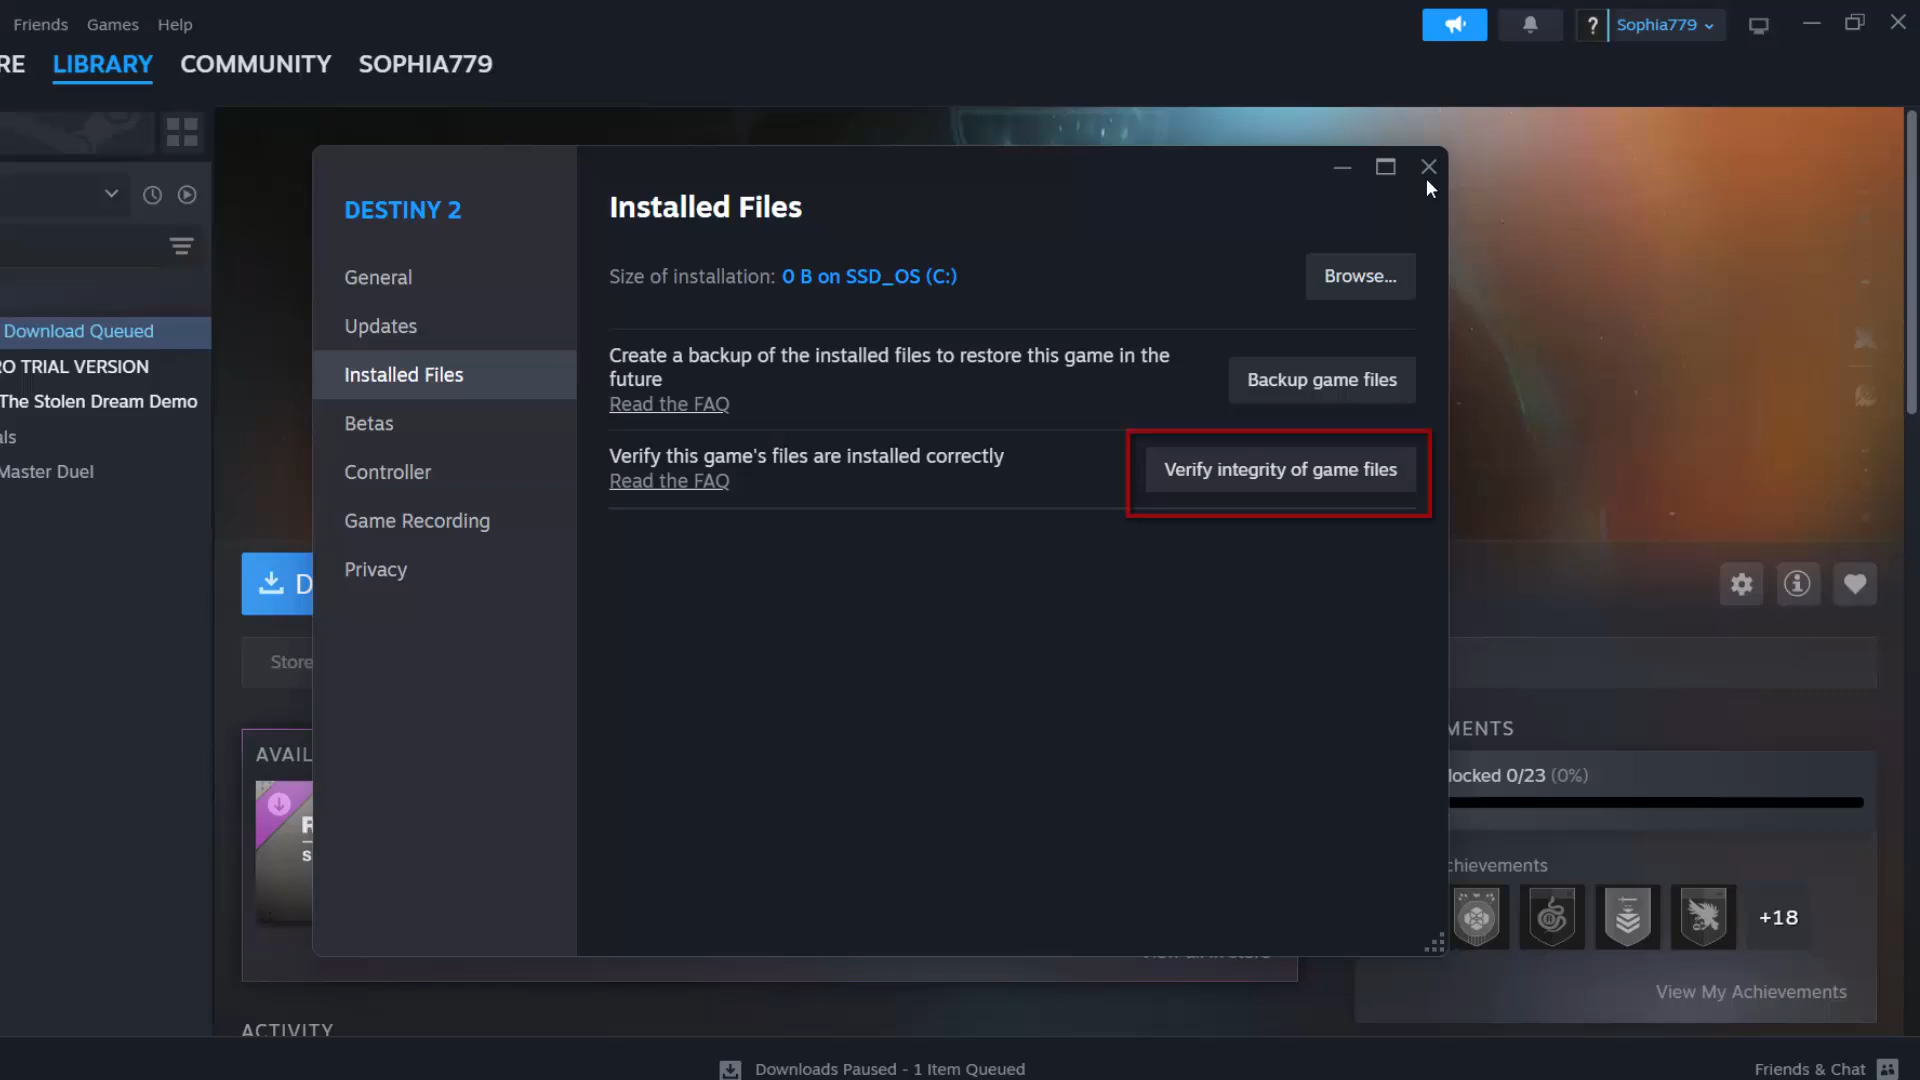 Friends Games Help
Sophia779
RE LIBRARY COMMUNITY SOPHIA779
DESTINY 2
General
Updates
Installed Files
Betas
Controller
Game Recording
Privacy
Installed Files
Size of installation: 0 B on SSD_OS (C:)
Browse...
Create a backup of the installed files to restore this game in the
future
Read the FAQ
Backup game files
Verify this game's files are installed correctly
Read the FAQ
Verify integrity of game files
Download Queued
O TRIAL VERSION
The Stolen Dream Demo
ls
Master Duel
D
Store
AVAIL
R
S
MENTS
locked 0/23 (0%)
chievements
+18
View My Achievements
ACTIVITY
Downloads Paused - 1 Item Queued
Friends & Chat